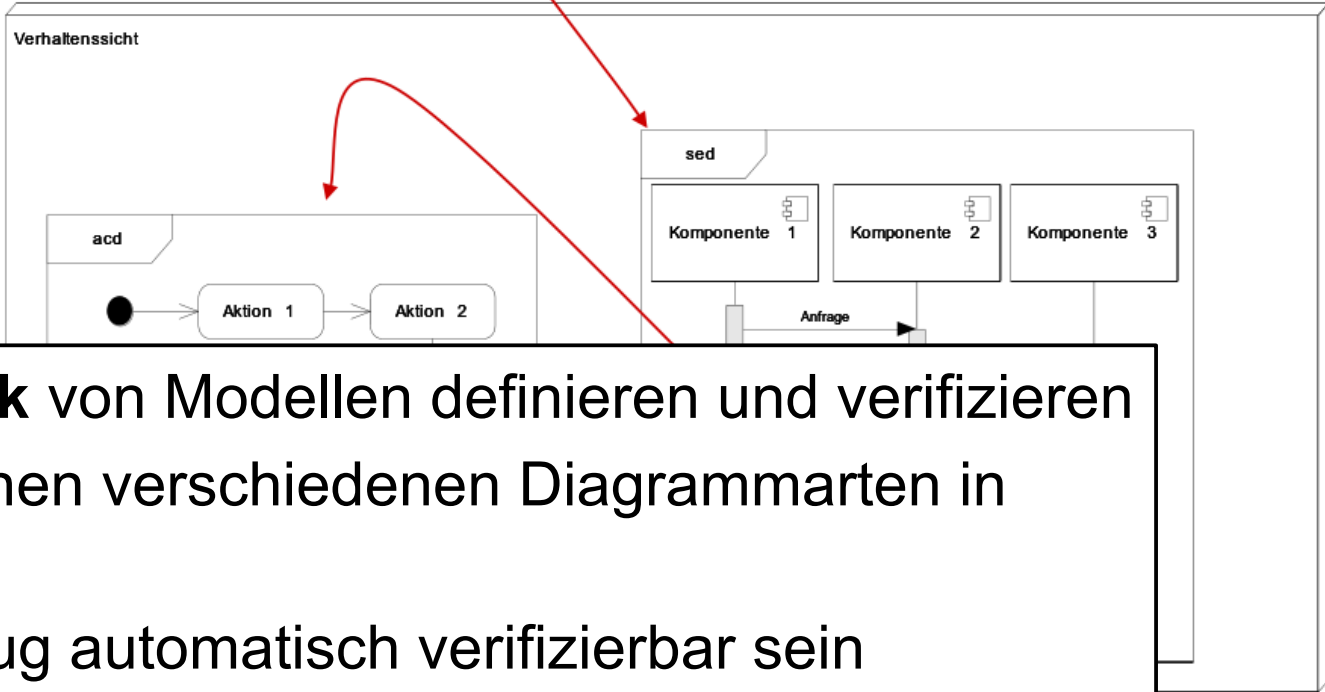 Verhaltenssicht
sed
Komponente 1
Komponente 2
Komponente 3
acd
Aktion 1
Aktion 2
Anfrage
k von Modellen definieren und verifizieren
nen verschiedenen Diagrammarten in
ug automatisch verifizierbar sein